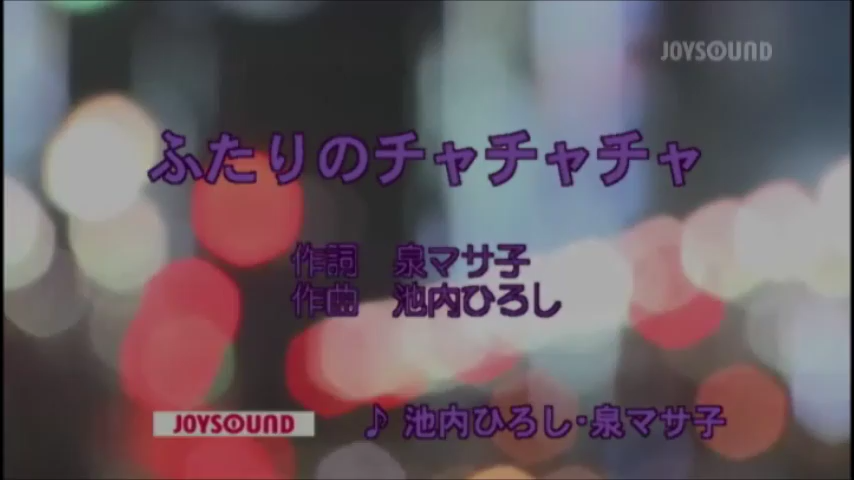 JOYSOUND
ふたりのチャチャチャ
作詞　泉マサ子
作曲　池内ひろし
JOYSOUND　♪ 池内ひろし・泉マサ子